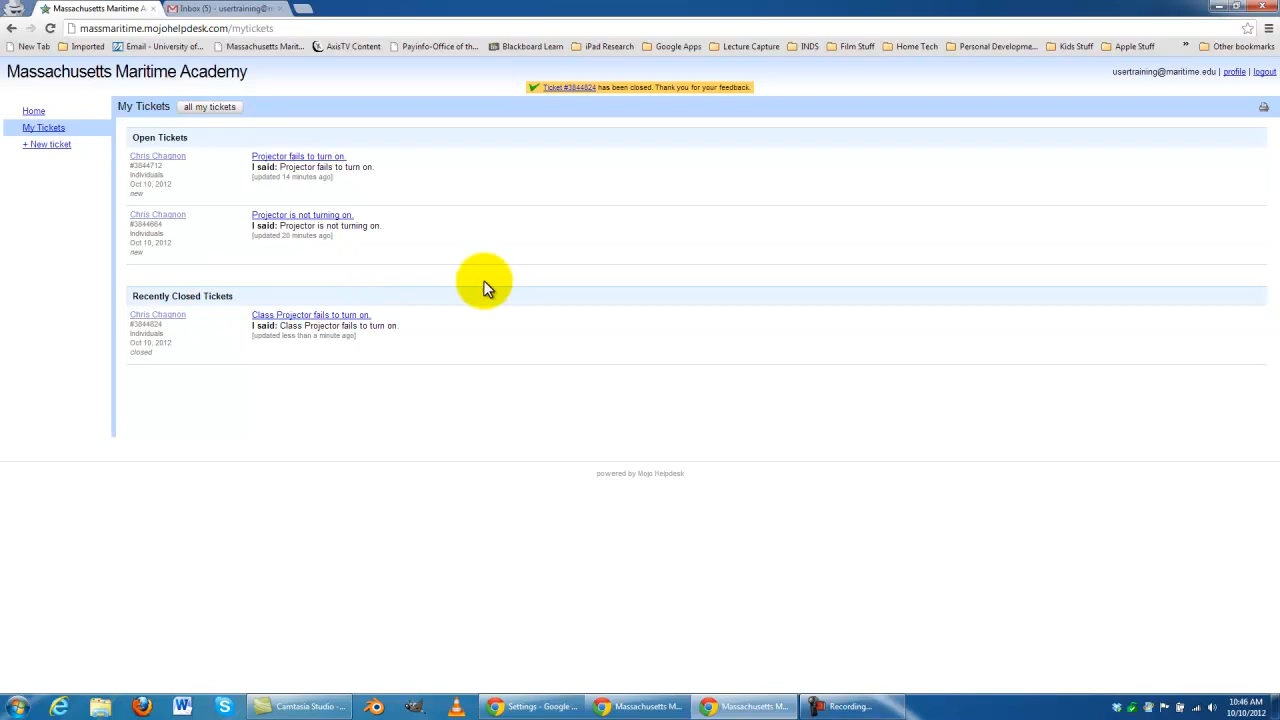 Massachusetts Maritime A
Inbox (5) - usertraining@m
massmaritime.mojohelpdesk.com/mytickets
New Tab
Imported
Email - University of...
Massachusetts Marit...
AxisTV Content
Payinfo-Office of th...
Blackboard Learn
iPad Research
Google Apps
Lecture Capture
INDE
Film Stuff
Home Tech
Personal Developme...
Kids Stuff
Apple Stuff
»
Other bookmarks
Massachusetts Maritime Academy
usertraining@maritime.edu | profile | logout
Ticket #3844824 has been closed. Thank you for your feedback.
Home
My Tickets
+ New ticket
My Tickets
all my tickets
Open Tickets
Chris Chagnon
#3844712
Individuals
Oct 10, 2012
new
Projector fails to turn on.
I said: Projector fails to turn on.
[updated 14 minutes ago]
Chris Chagnon
#3844664
Individuals
Oct 10, 2012
new
Projector is not turning on.
I said: Projector is not turning on.
[updated 20 minutes ago]
Recently Closed Tickets
Chris Chagnon
#3844824
Individuals
Oct 10, 2012
closed
Class Projector fails to turn on.
I said: Class Projector fails to turn on.
[updated less than a minute ago]
powered by Mojo Helpdesk
Camtasia Studio -...
Settings - Google ...
Massachusetts M...
Massachusetts M...
Recording...
10:46 AM
10/10/2012